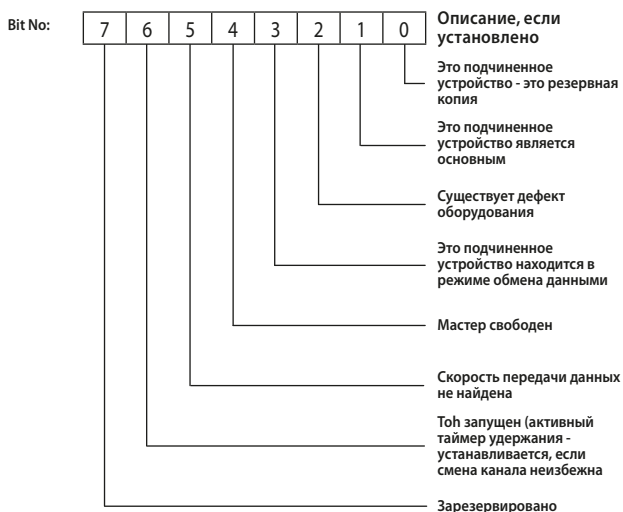 Bit No:
7 6 5 4 3 2 1 0
Описание, если
установлено
Это подчиненное
устройство - это резервная
копия
Это подчиненное
устройство является
основным
Существует дефект
оборудования
Это подчиненное
устройство находится в
режиме обмена данными
Мастер свободен
Скорость передачи данных
не найдена
Toh запущен (активный
таймер удержания -
устанавливается, если
смена канала неизбежна
Зарезервировано